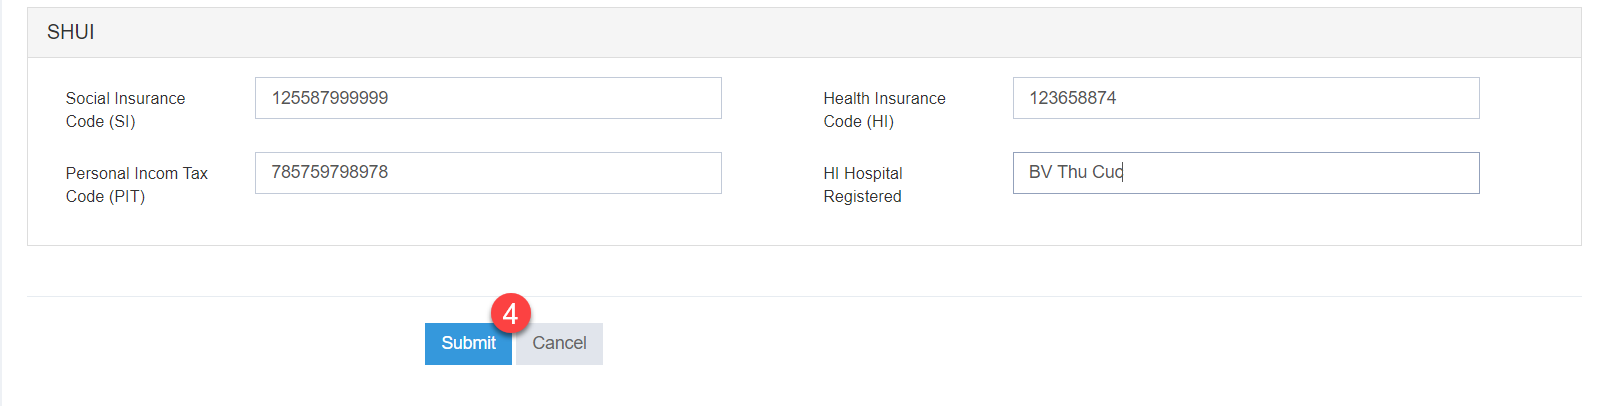 SHUI
Social Insurance
Code (SI)
125587999999
Health Insurance
Code (HI)
123658874
Personal Incom Tax
Code (PIT)
785759798978
HI Hospital
Registered
BV Thu Cuc
4
Submit
Cancel